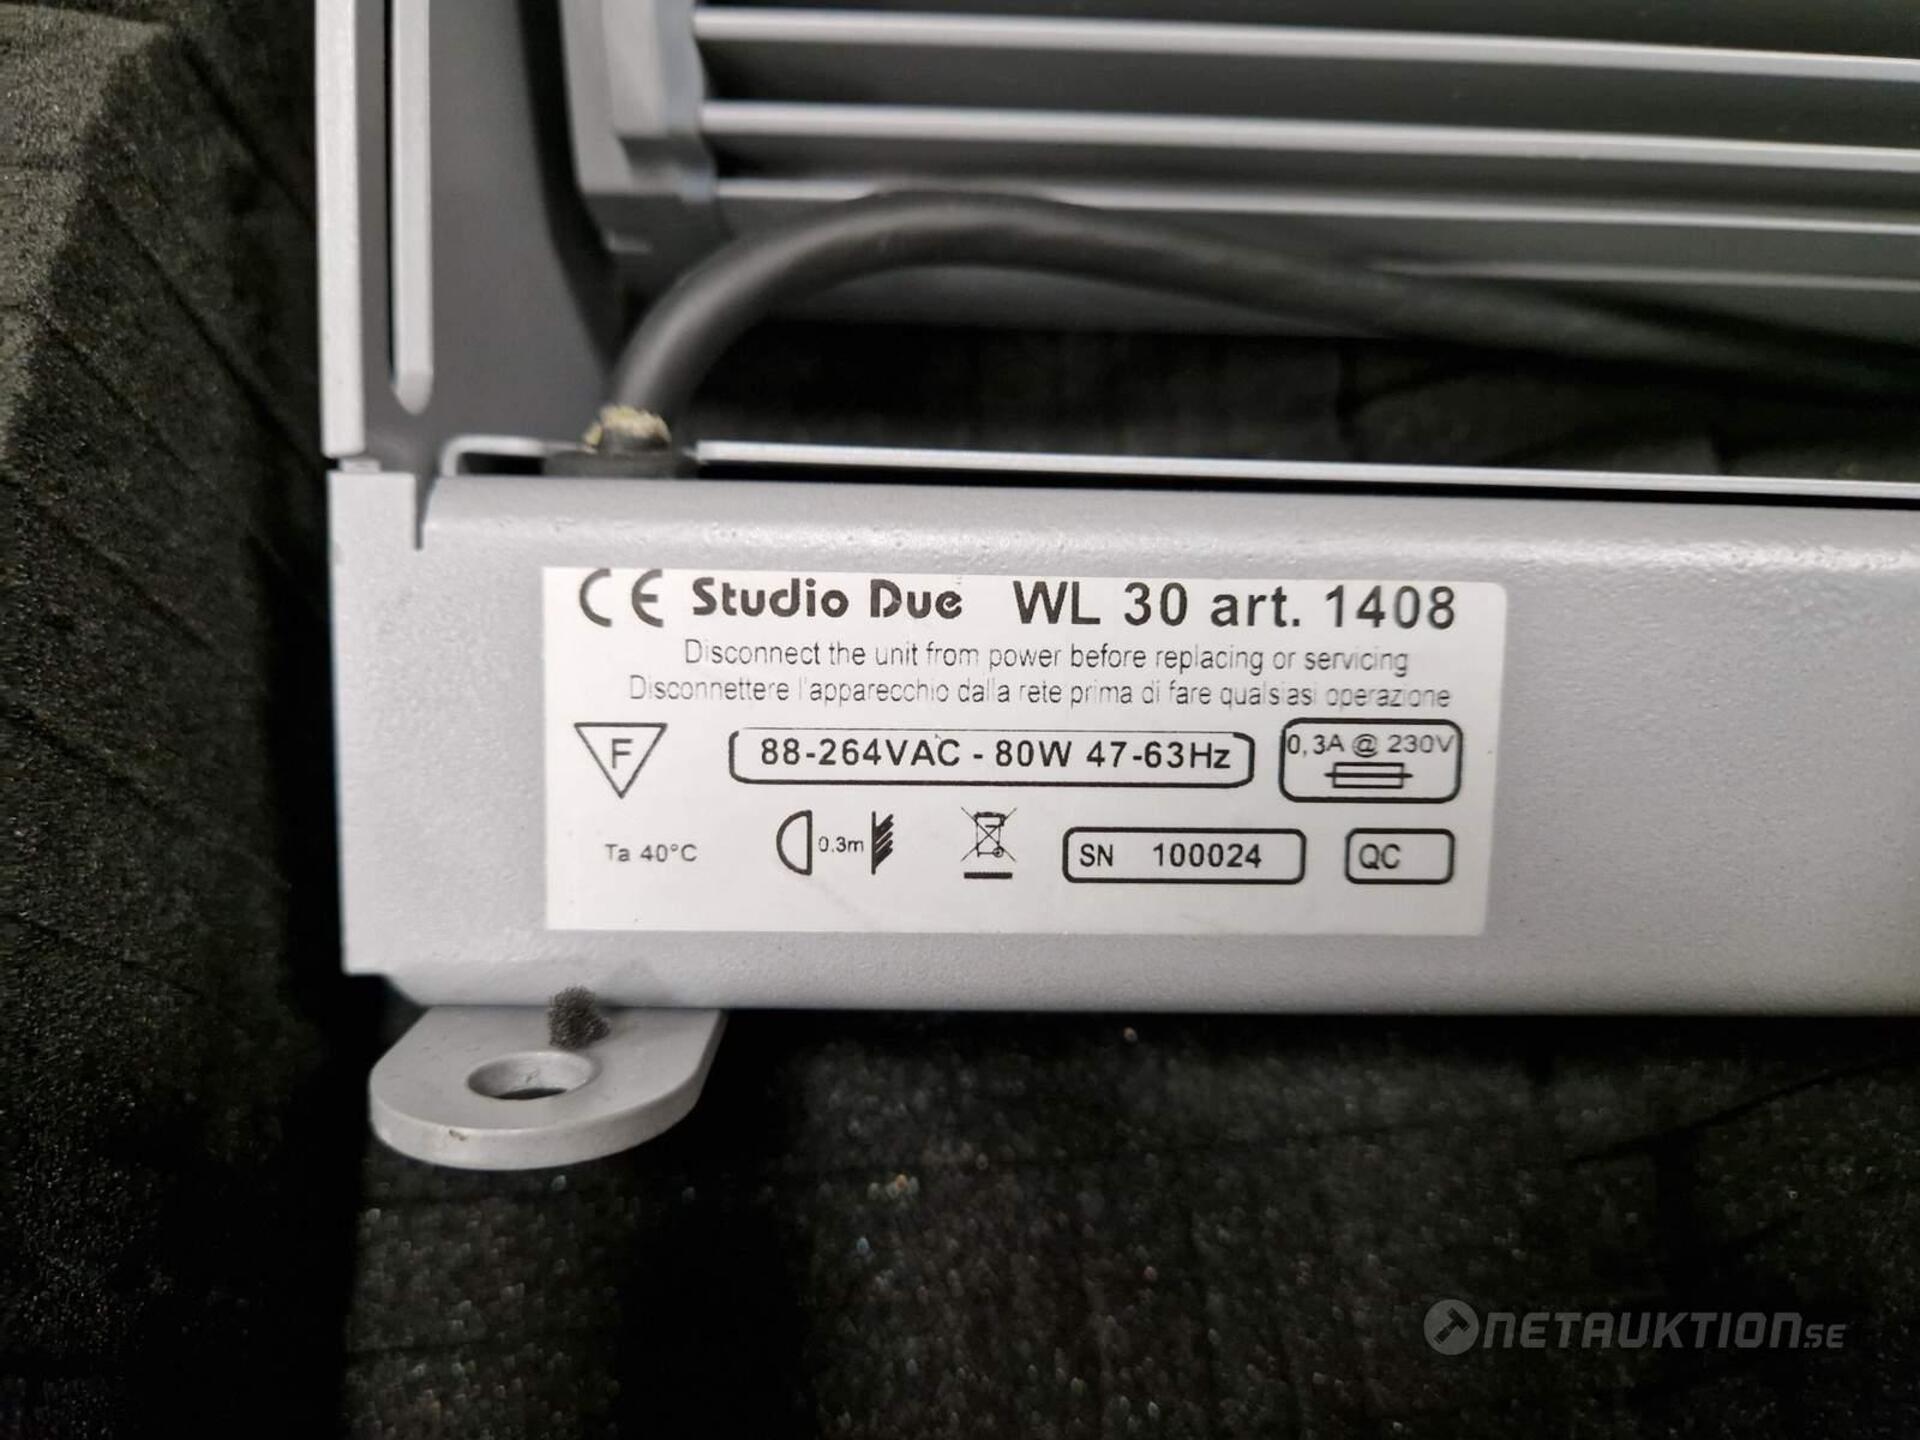 CE Studio Due WL 30 art. 1408
Disconnect the unit from power before replacing or servicing
Disconnettere l'apparecchio dalla rete prima di fare qualsiasi operazione
F 88-264VAC - 80W 47-63Hz 0,3A @ 230V
Ta 40°C 0.3m SN 100024 QC
NETAUKTION.SE